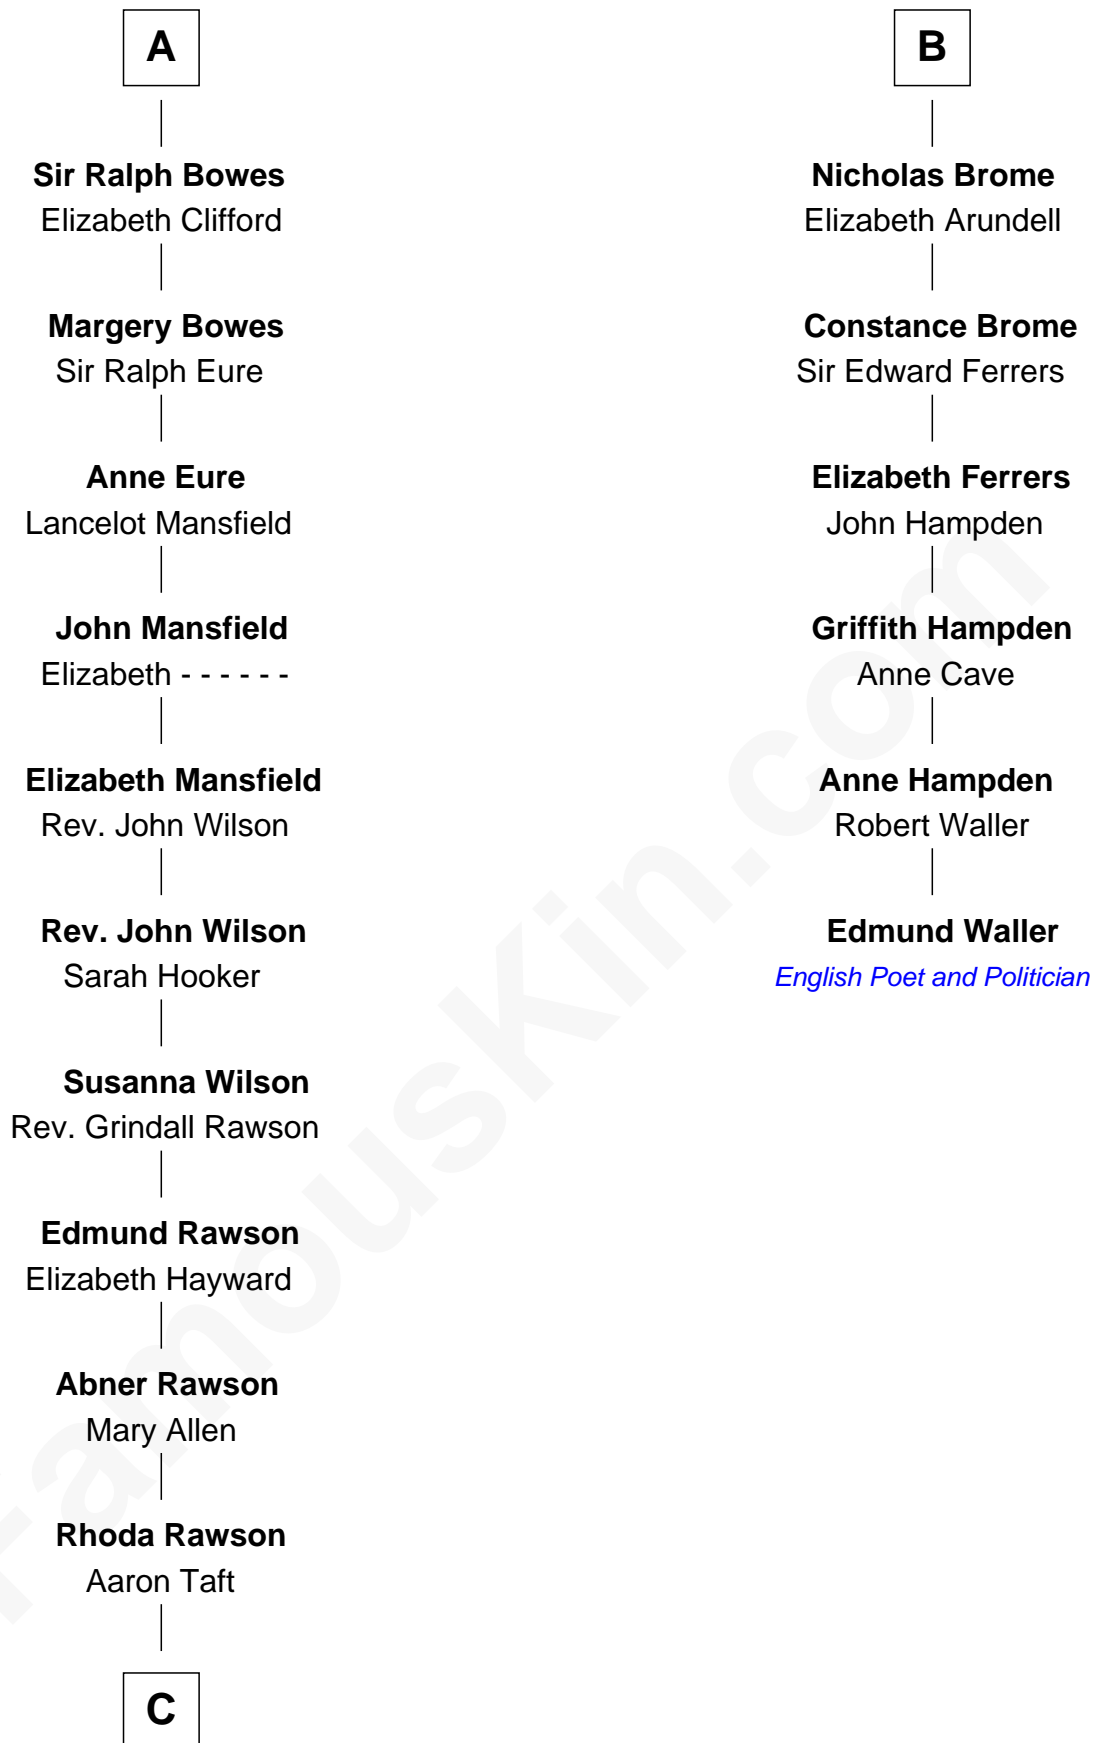 A
Sir Ralph Bowes
Elizabeth Clifford
Margery Bowes
Sir Ralph Eure
Anne Eure
Lancelot Mansfield
John Mansfield
Elizabeth - - - - - -
Elizabeth Mansfield
Rev. John Wilson
Rev. John Wilson
Sarah Hooker
Susanna Wilson
Rev. Grindall Rawson
Edmund Rawson
Elizabeth Hayward
Abner Rawson
Mary Allen
Rhoda Rawson
Aaron Taft
C
B
Nicholas Brome
Elizabeth Arundell
Constance Brome
Sir Edward Ferrers
Elizabeth Ferrers
John Hampden
Griffith Hampden
Anne Cave
Anne Hampden
Robert Waller
Edmund Waller
English Poet and Politician
FamousKin.com